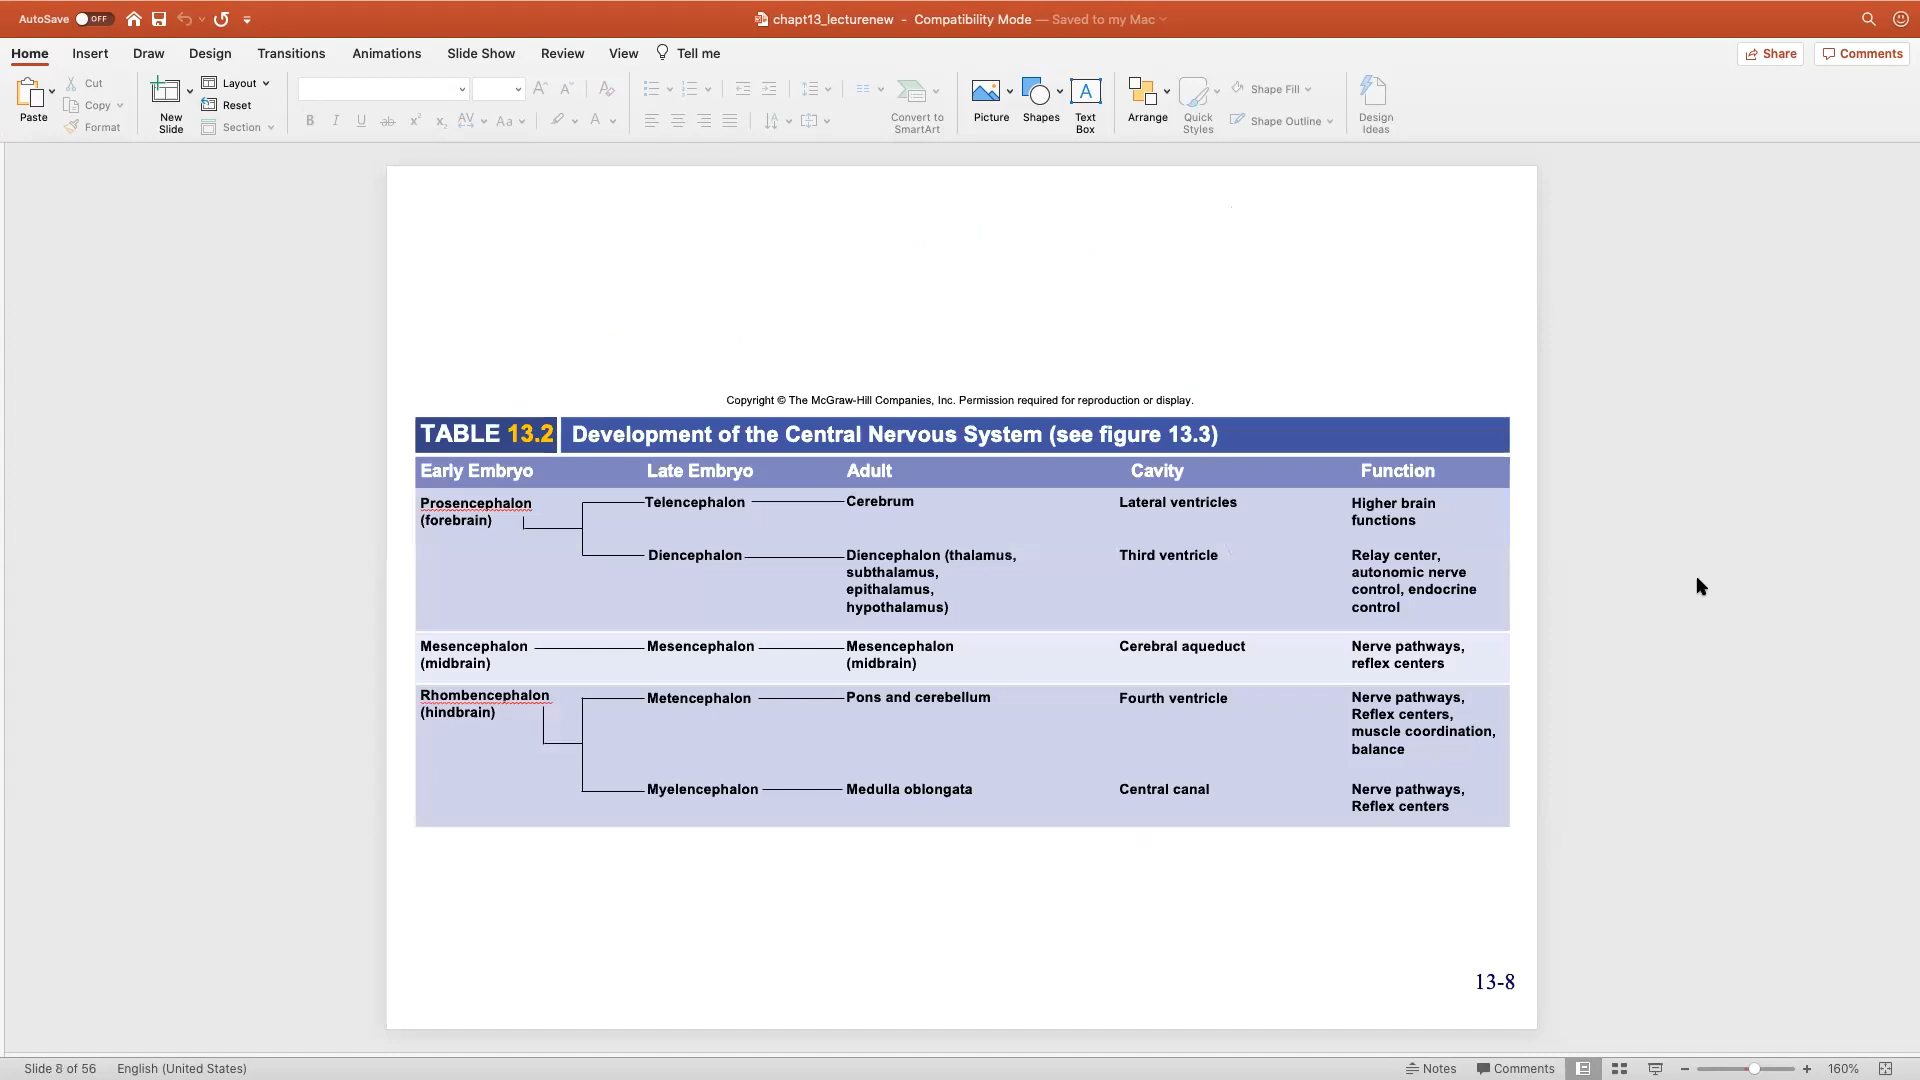 AutoSave OFF
chapt13_lecturenew - Compatibility Mode — Saved to my Mac
Home Insert Draw Design Transitions Animations Slide Show Review View Tell me
Share Comments
Paste
Cut
Copy
Format
New Slide
Layout
Reset
Section
B I U ab x² x₂ AV Aa A
Convert to SmartArt
Picture Shapes Text Box
Arrange Quick Styles
Shape Fill
Shape Outline
Design Ideas
Copyright © The McGraw-Hill Companies, Inc. Permission required for reproduction or display.
TABLE 13.2 Development of the Central Nervous System (see figure 13.3)
Early Embryo Late Embryo Adult Cavity Function
Prosencephalon (forebrain) Telencephalon Cerebrum Lateral ventricles Higher brain functions
Diencephalon Diencephalon (thalamus, subthalamus, epithalamus, hypothalamus) Third ventricle Relay center, autonomic nerve control, endocrine control
Mesencephalon (midbrain) Mesencephalon Mesencephalon (midbrain) Cerebral aqueduct Nerve pathways, reflex centers
Rhombencephalon (hindbrain) Metencephalon Pons and cerebellum Fourth ventricle Nerve pathways, Reflex centers, muscle coordination, balance
Myelencephalon Medulla oblongata Central canal Nerve pathways, Reflex centers
13-8
Slide 8 of 56 English (United States)
Notes Comments 160%